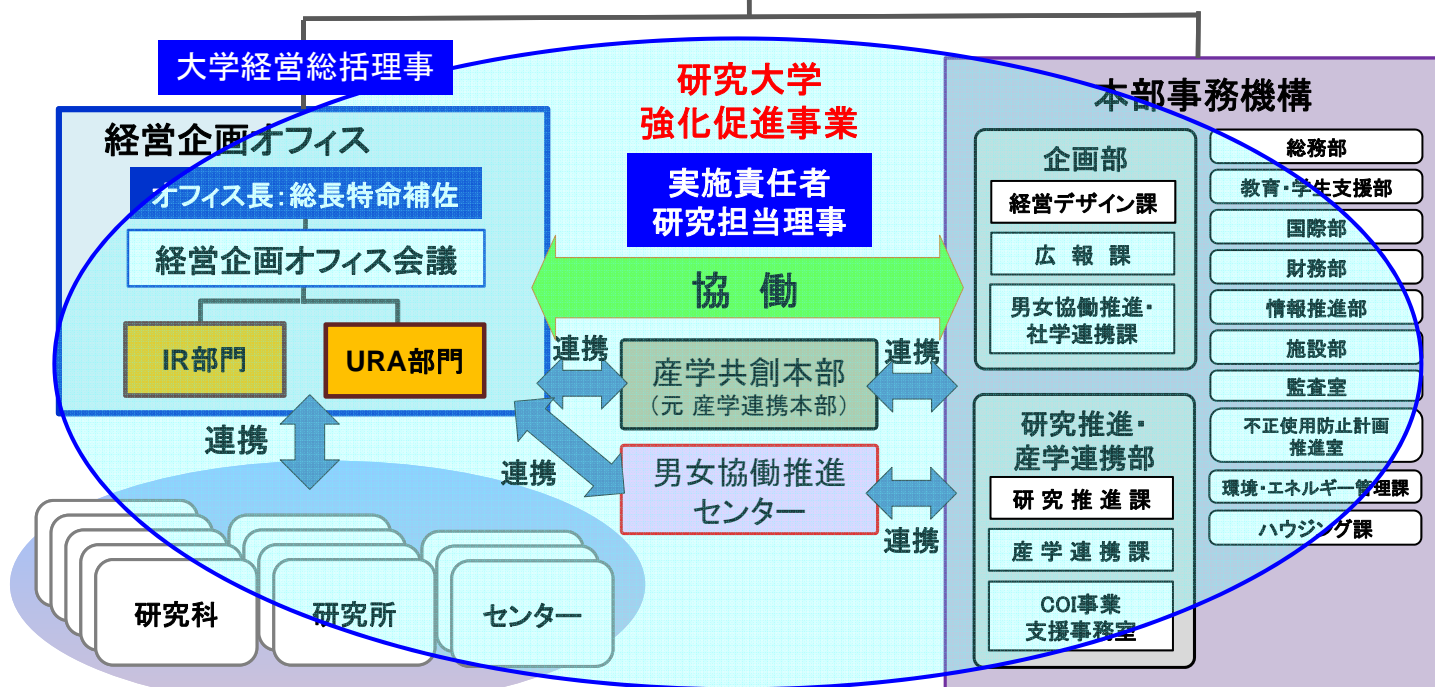 大学経営総括理事
経営企画オフィス
オフィス長：総長特命補佐
経営企画オフィス会議
IR部門
URA部門
連携
研究科
研究所
センター
研究大学
強化促進事業
実施責任者
研究担当理事
協 働
連携
産学共創本部
（元 産学連携本部）
連携
連携
男女協働推進
センター
連携
本部事務機構
企画部
経営デザイン課
広 報 課
男女協働推進・
社学連携課
研究推進・
産学連携部
研 究 推 進 課
産 学 連 携 課
COI事業
支援事務室
総務部
教育・学生支援部
国際部
財務部
情報推進部
施設部
監査室
不正使用防止計画
推進室
環境・エネルギー管理課
ハウジング課